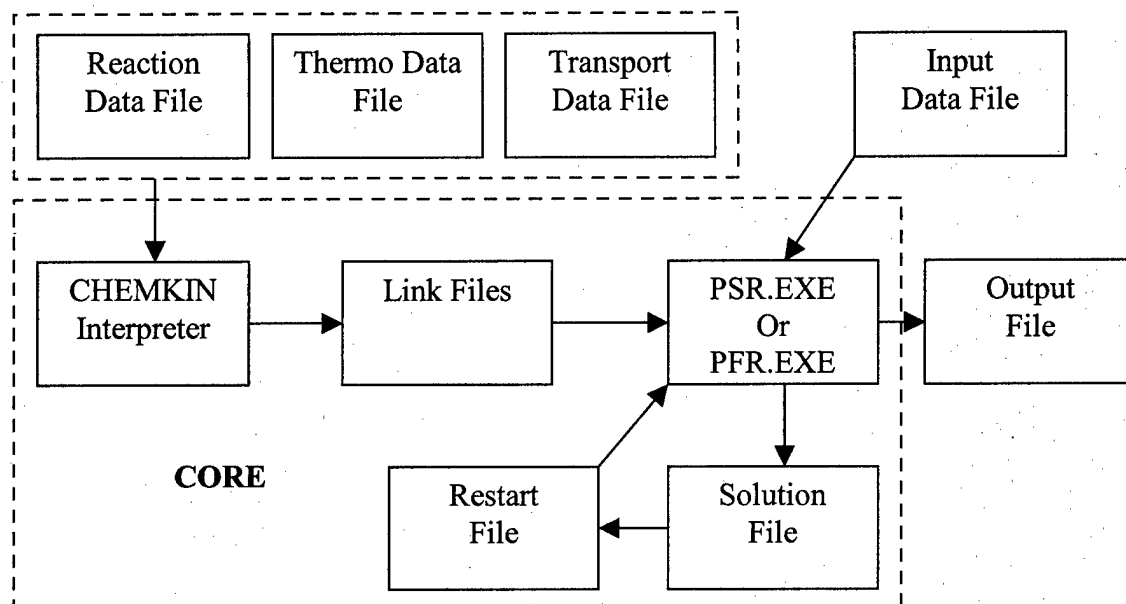 Reaction
Data File
Thermo Data
File
Transport
Data File
Input
Data File
CHEMKIN
Interpreter
Link Files
PSR.EXE
Or
PFR.EXE
Output
File
CORE
Restart
File
Solution
File